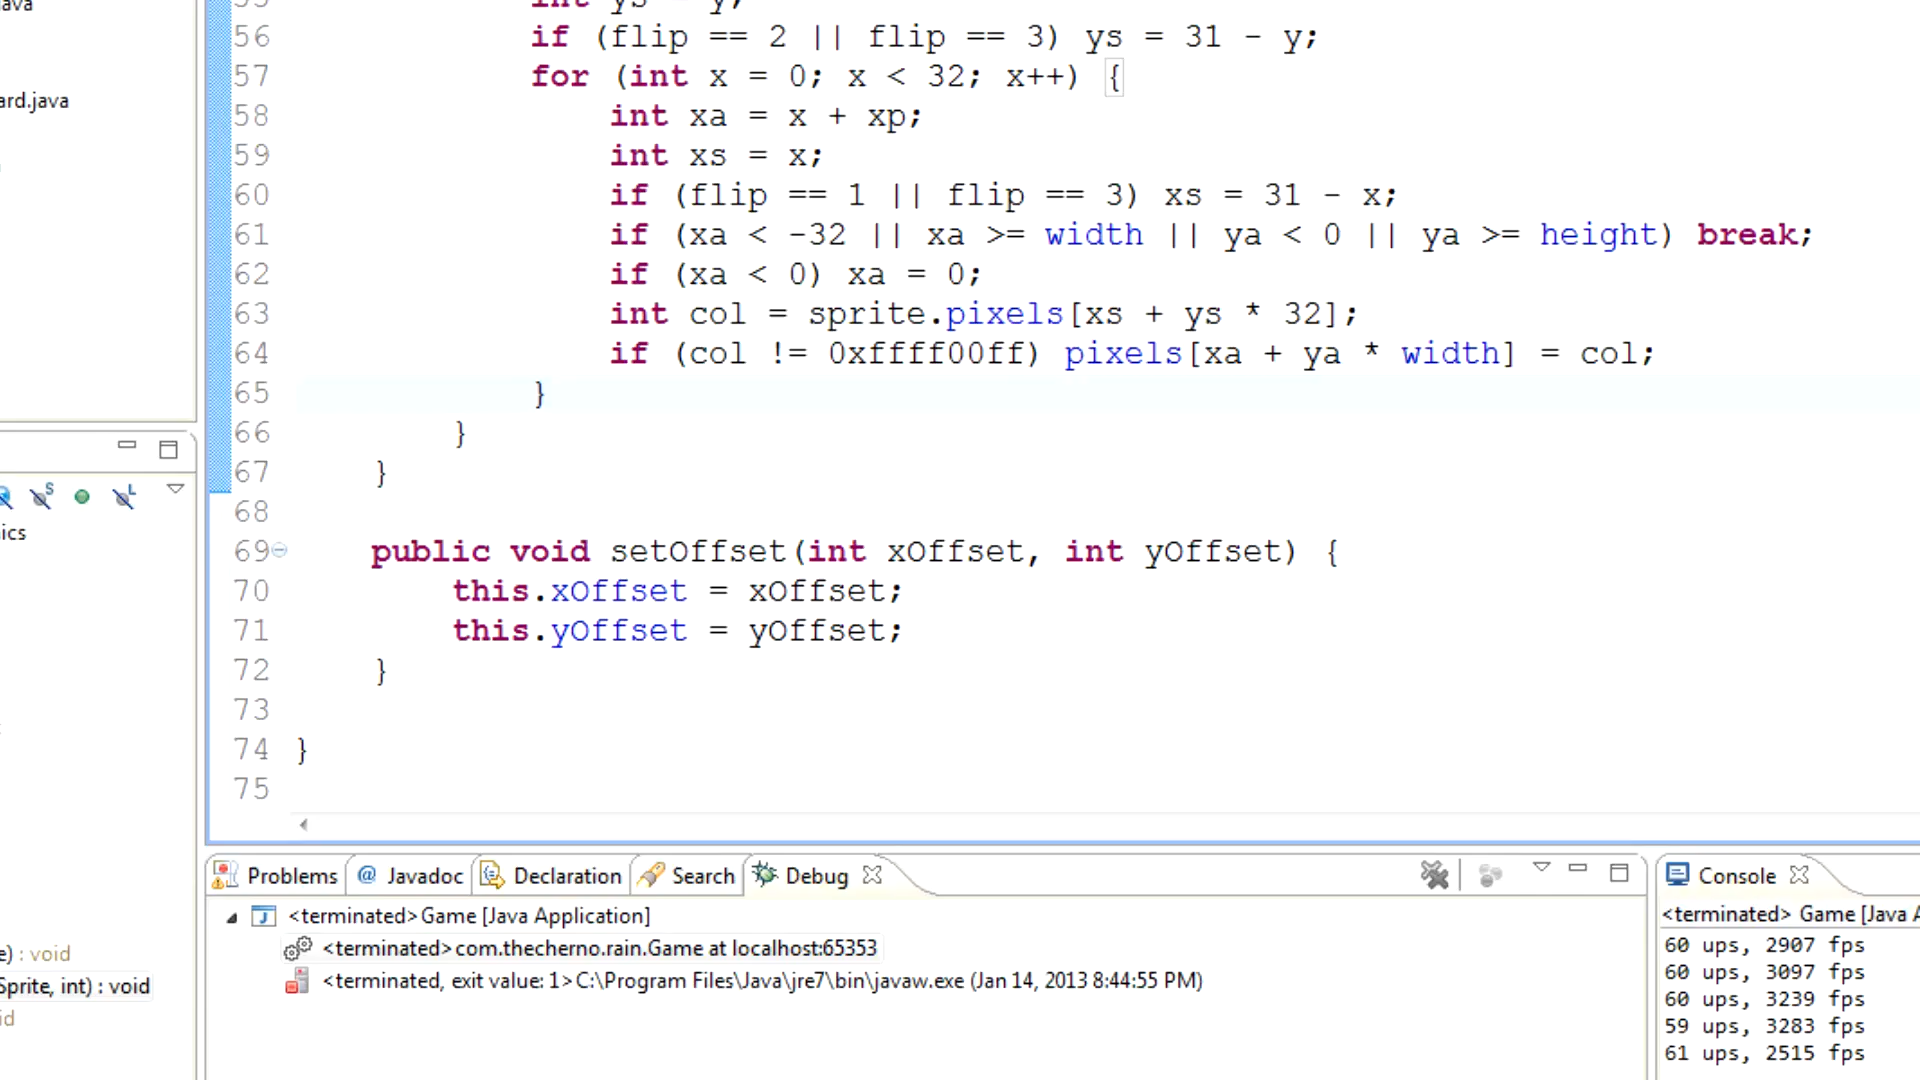 ava
ard.java
ics
e) : void
Sprite, int) : void
id
55 int ys = y;
56 if (flip == 2 || flip == 3) ys = 31 - y;
57 for (int x = 0; x < 32; x++) {
58 int xa = x + xp;
59 int xs = x;
60 if (flip == 1 || flip == 3) xs = 31 - x;
61 if (xa < -32 || xa >= width || ya < 0 || ya >= height) break;
62 if (xa < 0) xa = 0;
63 int col = sprite.pixels[xs + ys * 32];
64 if (col != 0xffff00ff) pixels[xa + ya * width] = col;
65 }
66 }
67 }
68
69 public void setOffset(int xOffset, int yOffset) {
70 this.xOffset = xOffset;
71 this.yOffset = yOffset;
72 }
73
74 }
75
Problems @ Javadoc Declaration Search Debug
<terminated>Game [Java Application]
<terminated>com.thecherno.rain.Game at localhost:65353
<terminated, exit value: 1>C:\Program Files\Java\jre7\bin\javaw.exe (Jan 14, 2013 8:44:55 PM)
Console
<terminated> Game [Java A
60 ups, 2907 fps
60 ups, 3097 fps
60 ups, 3239 fps
59 ups, 3283 fps
61 ups, 2515 fps